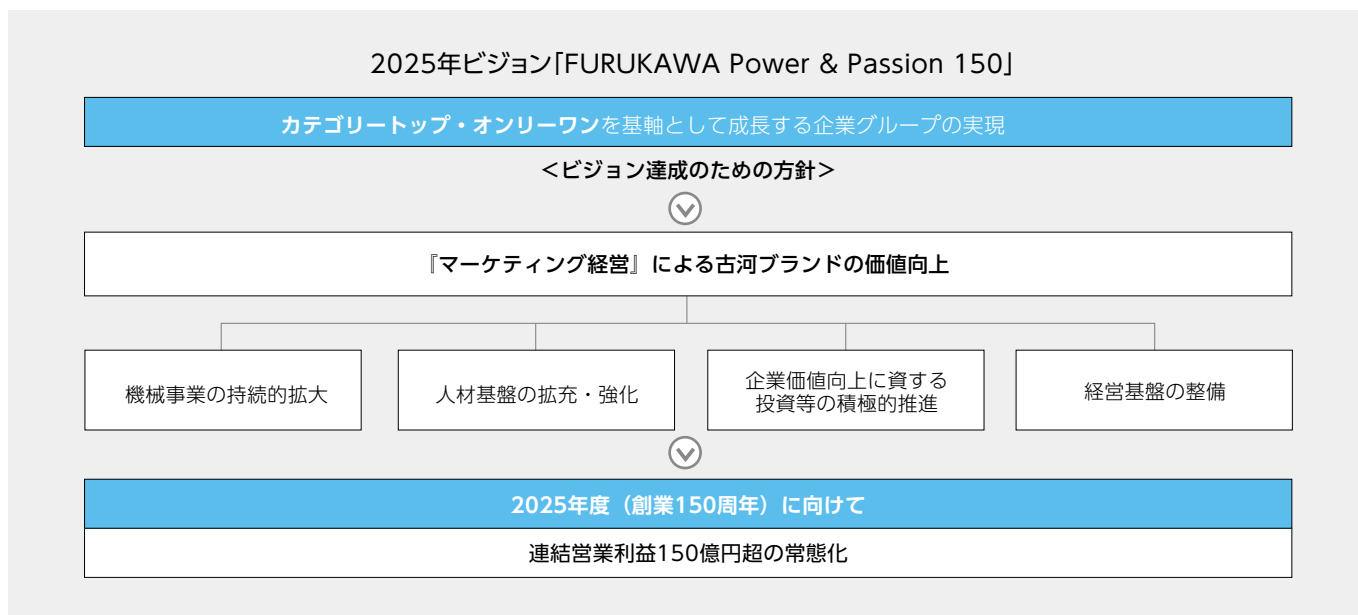 2025年ビジョン「FURUKAWA Power & Passion 150」
カテゴリートップ・オンリーワンを基軸として成長する企業グループの実現
＜ビジョン達成のための方針＞
『マーケティング経営』による古河ブランドの価値向上
機械事業の持続的拡大
人材基盤の拡充・強化
企業価値向上に資する
投資等の積極的推進
経営基盤の整備
2025年度（創業150周年）に向けて
連結営業利益150億円超の常態化